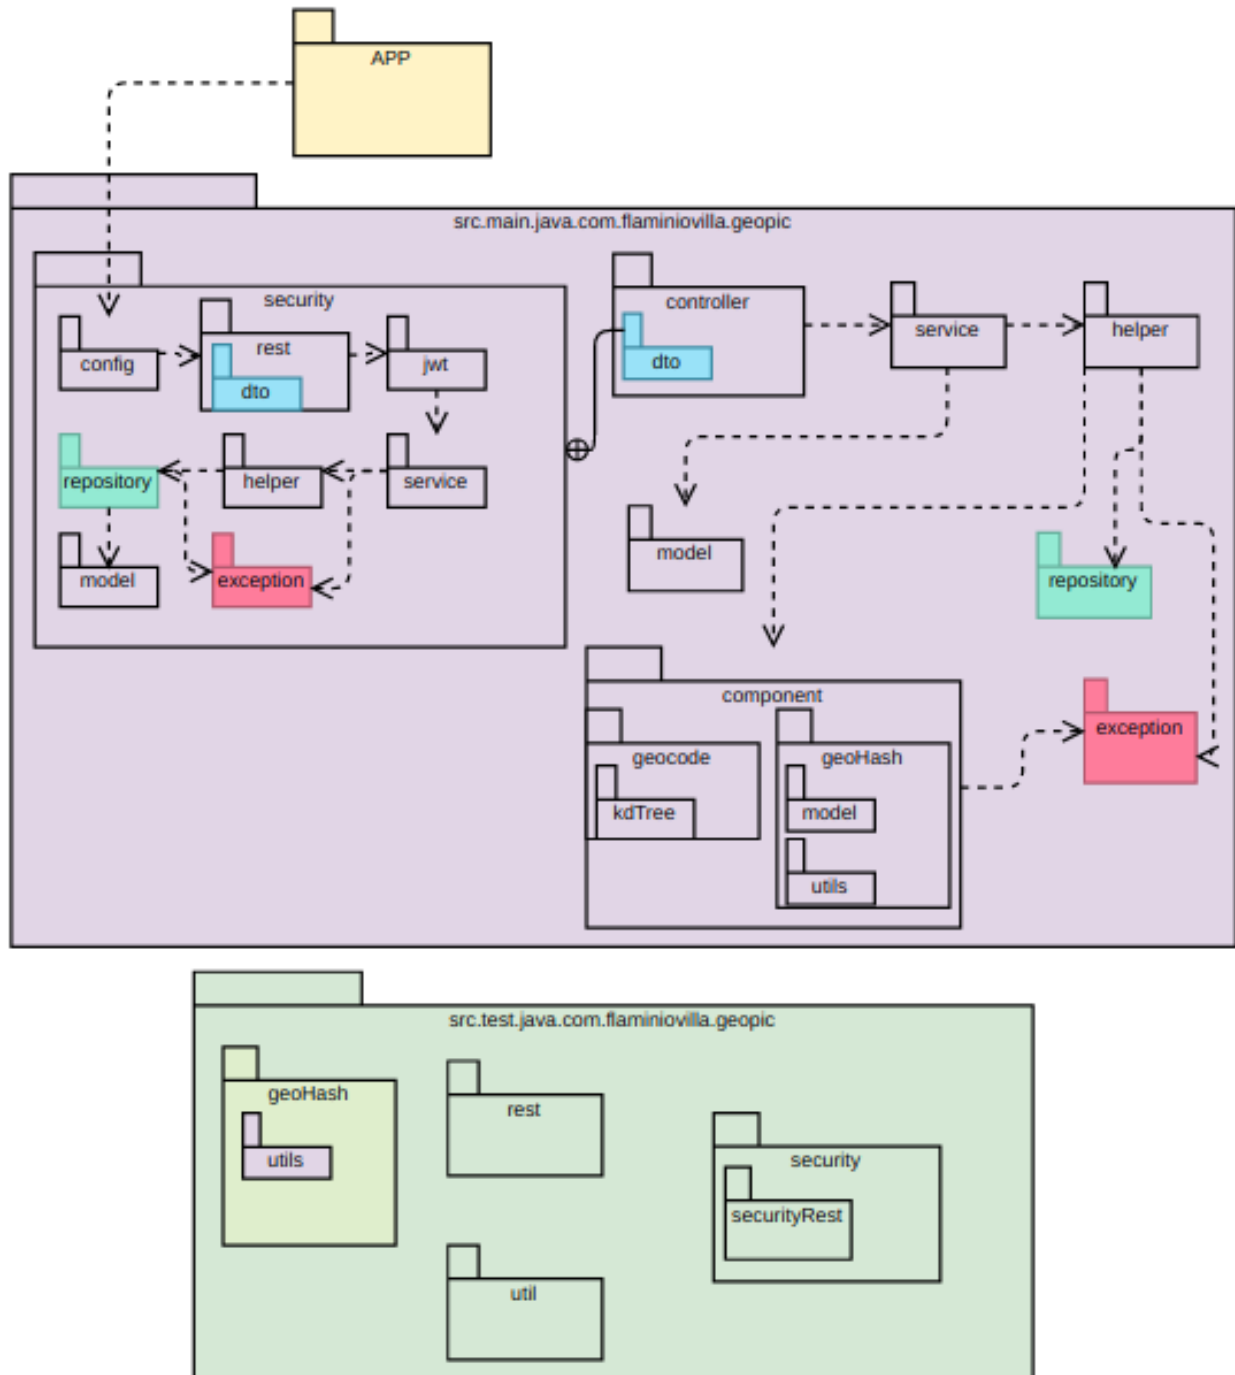 APP
src.main.java.com.flaminiovilla.geopic
security
config
rest
dto
jwt
repository
helper
service
model
exception
controller
dto
service
helper
model
repository
component
geocode
kdTree
geoHash
model
utils
exception
src.test.java.com.flaminiovilla.geopic
geoHash
utils
rest
security
securityRest
util